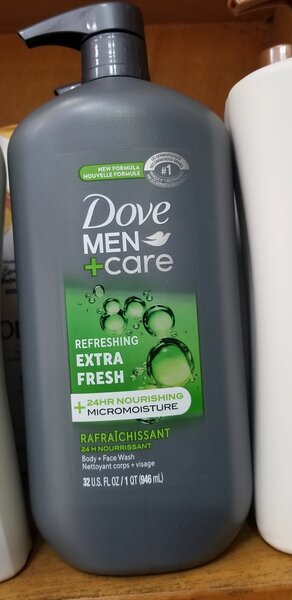 NEW FORMULA
NOUVELLE FORMULE
#1
Dove
MEN
+care
REFRESHING
EXTRA
FRESH
+ 24HR NOURISHING
MICROMOISTURE
RAFRAÎCHISSANT
24 H NOURRISSANT
Body + Face Wash
Nettoyant corps + visage
32 U.S. FL OZ / 1 QT (946 mL)